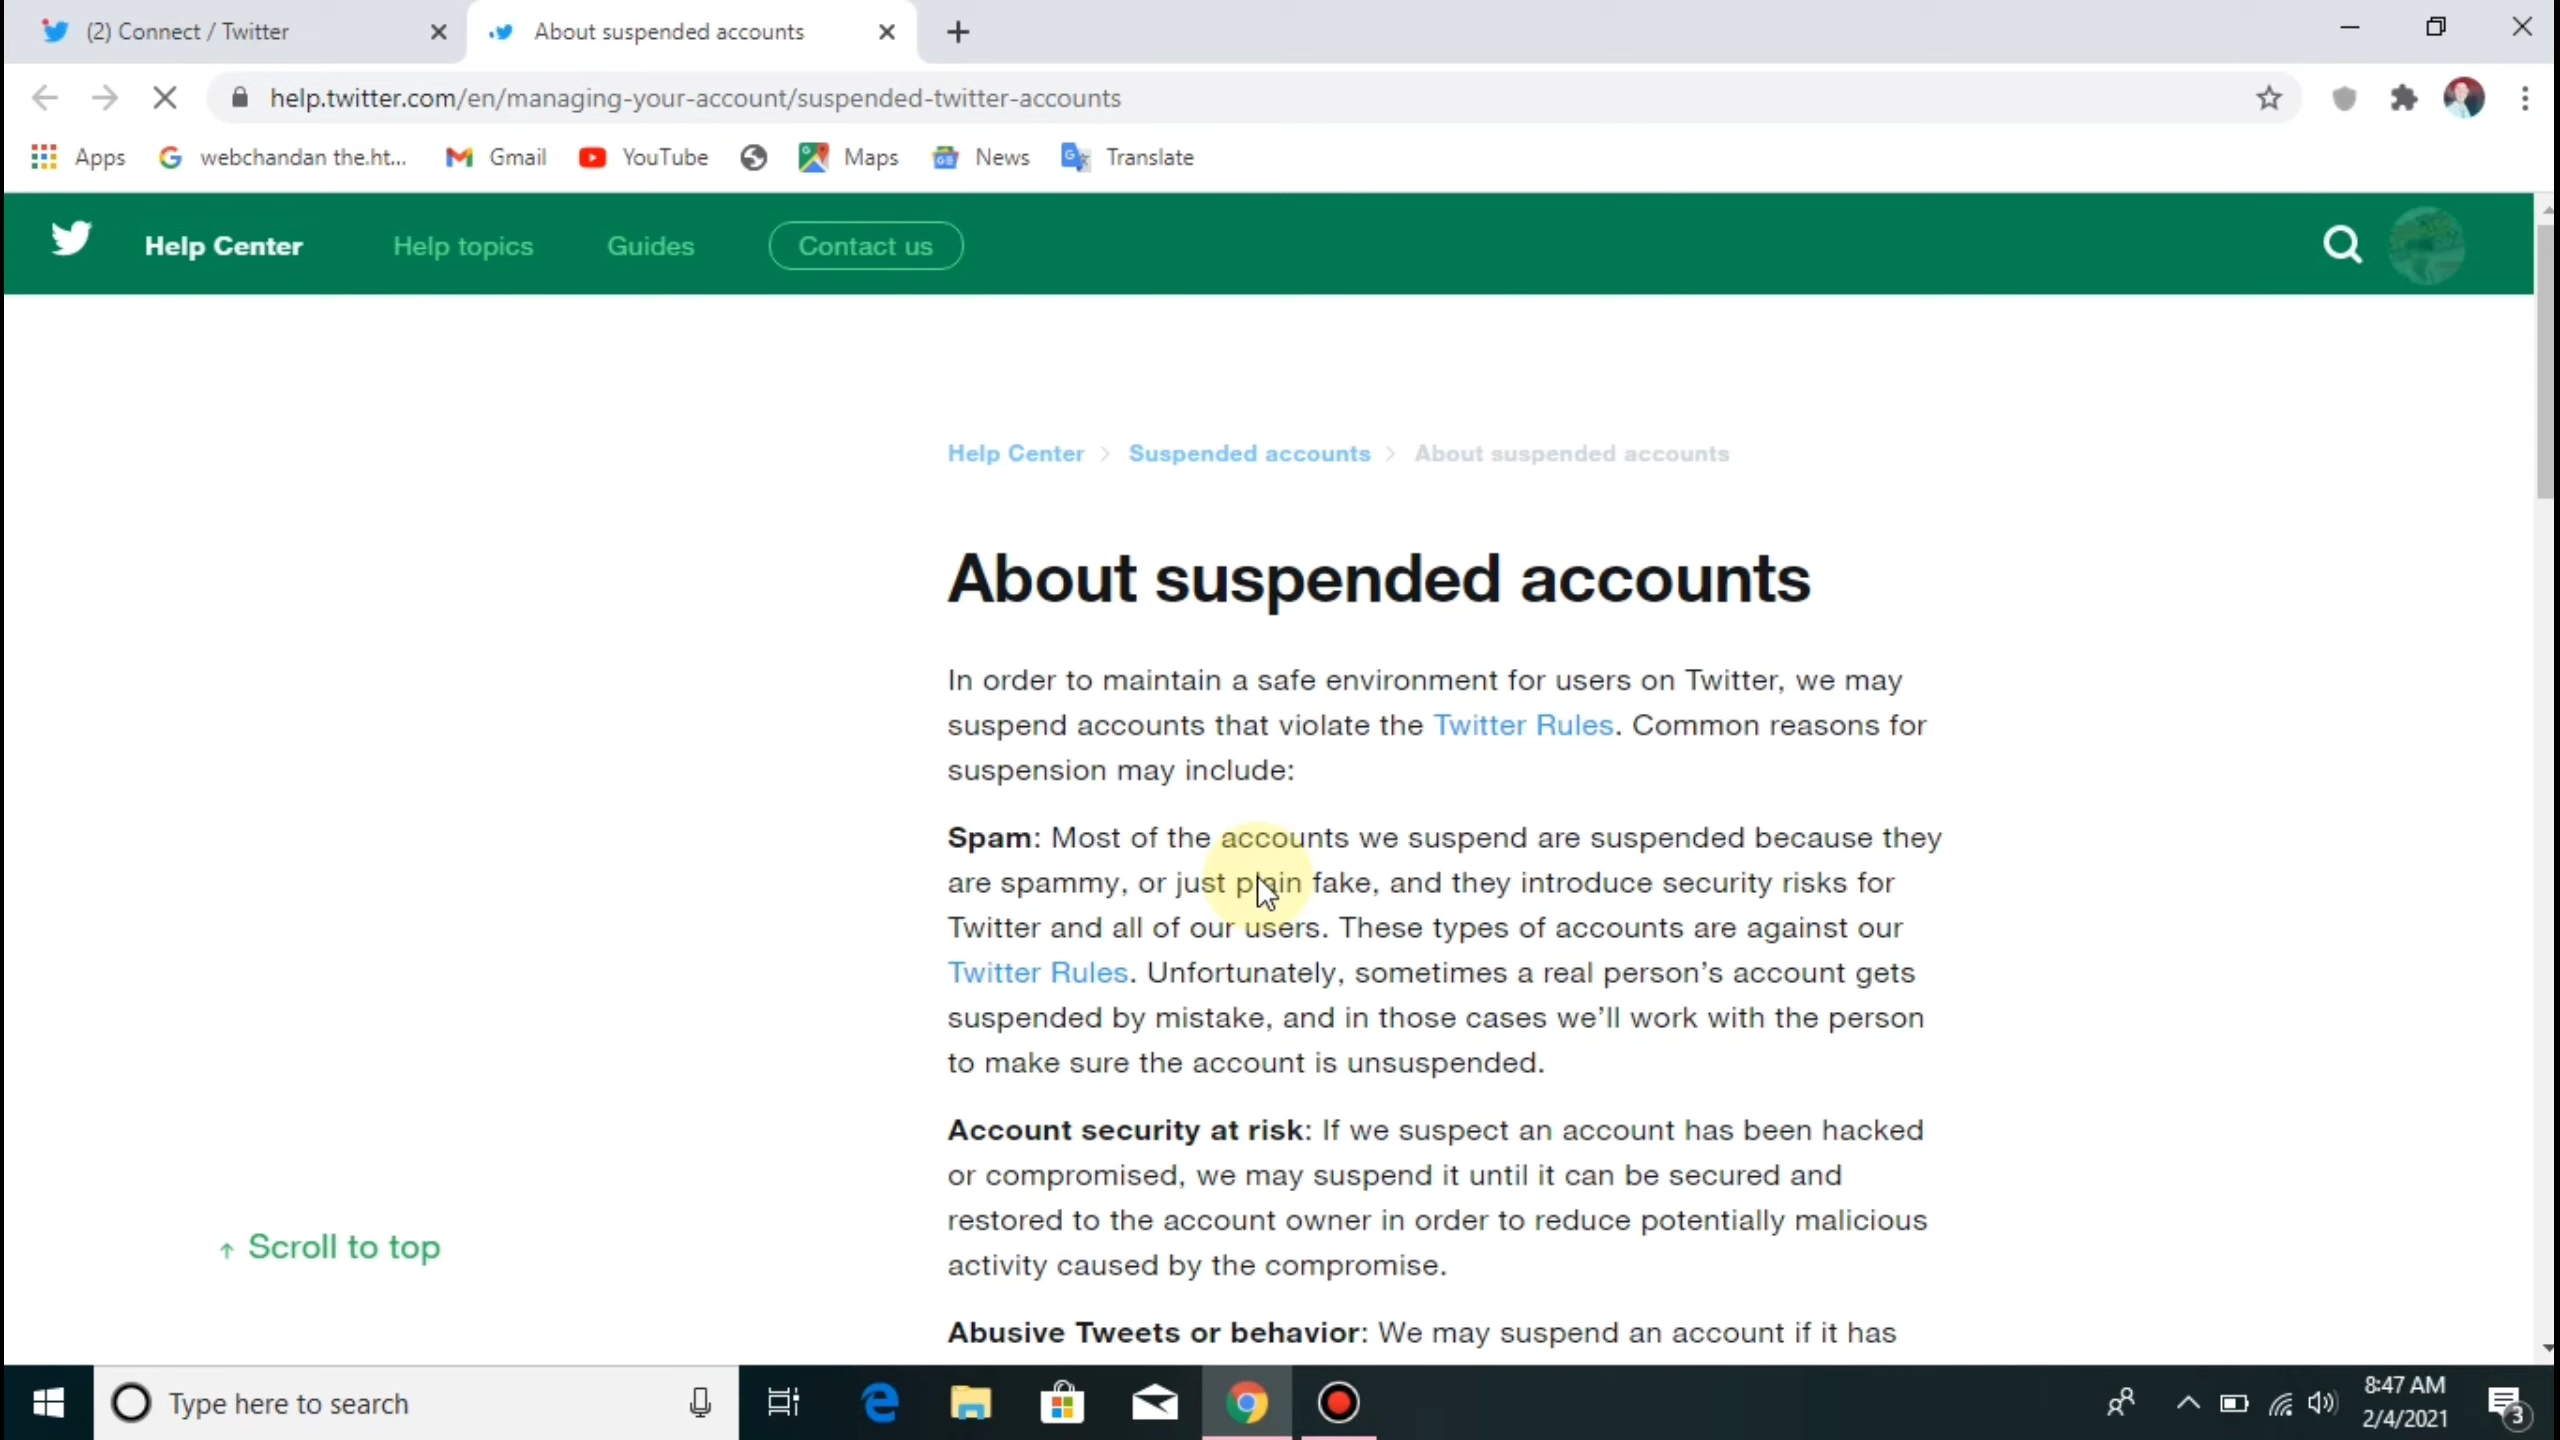 (2) Connect / Twitter
About suspended accounts
help.twitter.com/en/managing-your-account/suspended-twitter-accounts
Apps
webchandan the.ht...
Gmail
YouTube
Maps
News
Translate
Help Center
Help topics
Guides
Contact us
Help Center > Suspended accounts > About suspended accounts
About suspended accounts
In order to maintain a safe environment for users on Twitter, we may
suspend accounts that violate the Twitter Rules. Common reasons for
suspension may include:
Spam: Most of the accounts we suspend are suspended because they
are spammy, or just plain fake, and they introduce security risks for
Twitter and all of our users. These types of accounts are against our
Twitter Rules. Unfortunately, sometimes a real person’s account gets
suspended by mistake, and in those cases we’ll work with the person
to make sure the account is unsuspended.
Account security at risk: If we suspect an account has been hacked
or compromised, we may suspend it until it can be secured and
restored to the account owner in order to reduce potentially malicious
activity caused by the compromise.
↑ Scroll to top
Abusive Tweets or behavior: We may suspend an account if it has
Type here to search
8:47 AM
2/4/2021
3